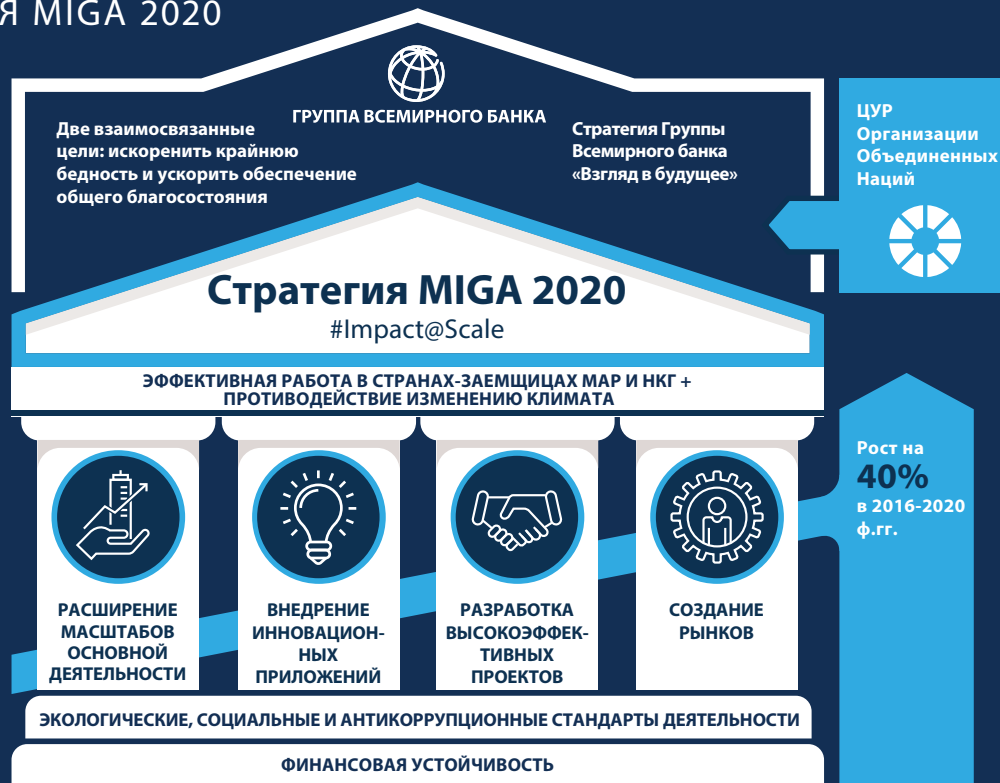 Я MIGA 2020
ГРУППА ВСЕМИРНОГО БАНКА
Две взаимосвязанные
цели: искоренить крайнюю
бедность и ускорить обеспечение
общего благосостояния
Стратегия Группы
Всемирного банка
«Взгляд в будущее»
ЦУР
Организации
Объединенных
Наций
Стратегия MIGA 2020
#Impact@Scale
ЭФФЕКТИВНАЯ РАБОТА В СТРАНАХ-ЗАЕМЩИЦАХ МАР И НКГ +
ПРОТИВОДЕЙСТВИЕ ИЗМЕНЕНИЮ КЛИМАТА
Рост на
40%
в 2016-2020
ф.гг.
РАСШИРЕНИЕ
МАСШТАБОВ
ОСНОВНОЙ
ДЕЯТЕЛЬНОСТИ
ВНЕДРЕНИЕ
ИННОВАЦИОН-
НЫХ
ПРИЛОЖЕНИЙ
РАЗРАБОТКА
ВЫСОКОЭФФЕК-
ТИВНЫХ
ПРОЕКТОВ
СОЗДАНИЕ
РЫНКОВ
ЭКОЛОГИЧЕСКИЕ, СОЦИАЛЬНЫЕ И АНТИКОРРУПЦИОННЫЕ СТАНДАРТЫ ДЕЯТЕЛЬНОСТИ
ФИНАНСОВАЯ УСТОЙЧИВОСТЬ